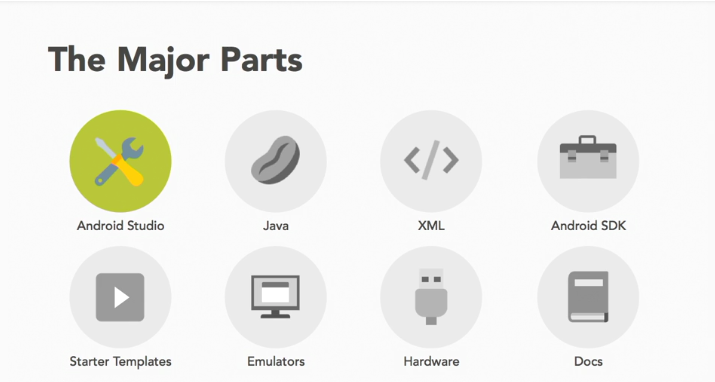 The Major Parts
Android Studio
Java
XML
Android SDK
Starter Templates
Emulators
Hardware
Docs